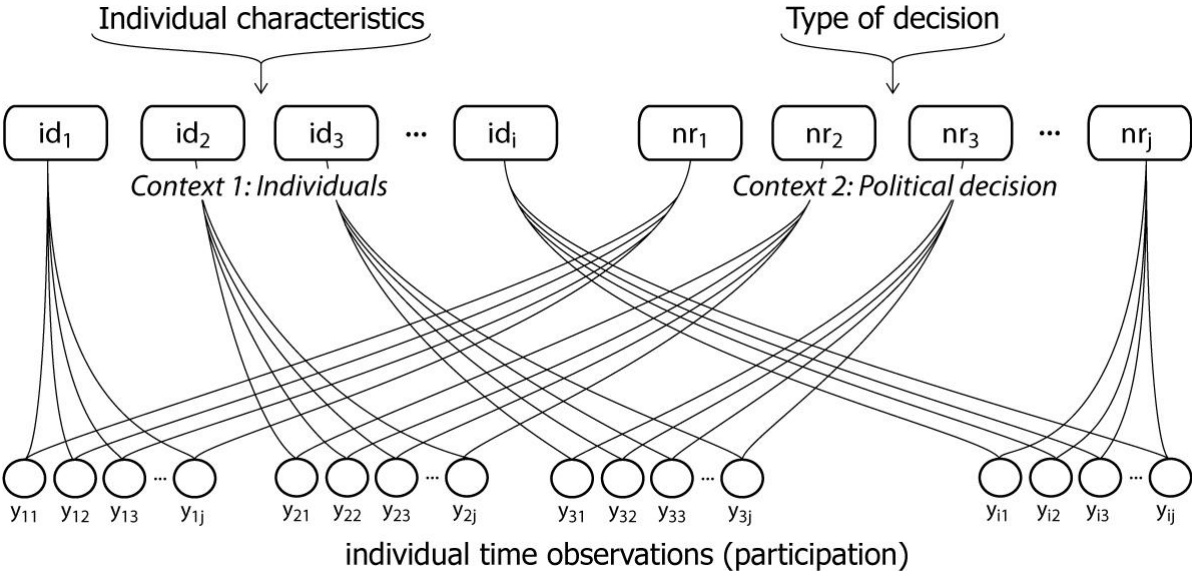 Individual characteristics Type of decision
id₁ id₂ id₃ ... idᵢ nr₁ nr₂ nr₃ ... nrⱼ
Context 1: Individuals Context 2: Political decision
... ... ... ...
y₁₁ y₁₂ y₁₃ y₁ⱼ y₂₁ y₂₂ y₂₃ y₂ⱼ y₃₁ y₃₂ y₃₃ y₃ⱼ yᵢ₁ yᵢ₂ yᵢ₃ yᵢⱼ
individual time observations (participation)